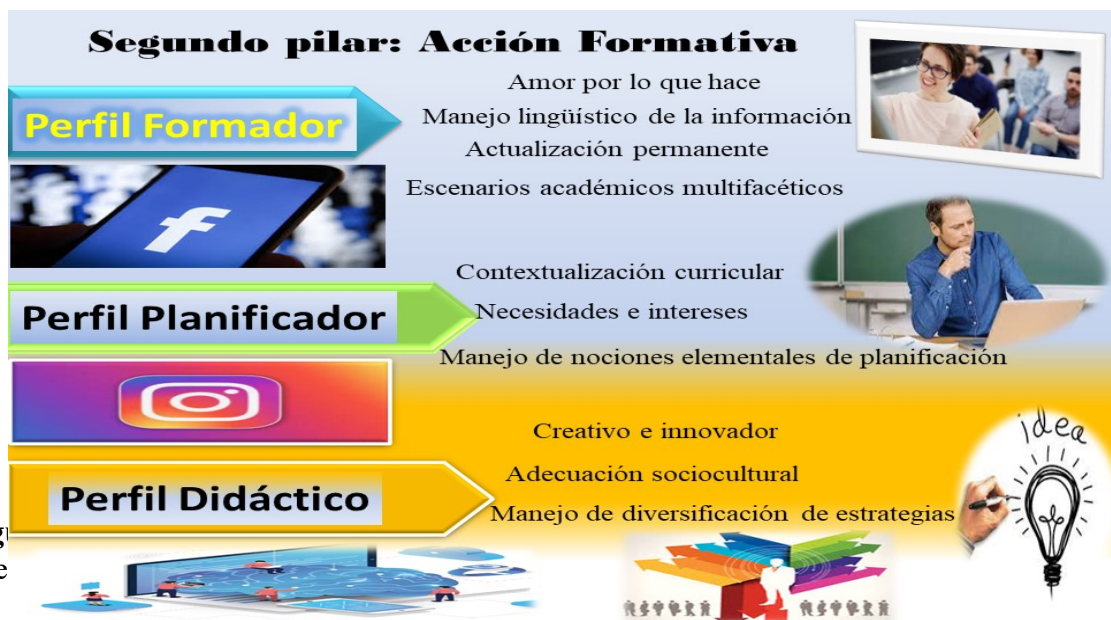 Segundo pilar: Acción Formativa
Perfil Formador
Amor por lo que hace
Manejo lingüístico de la información
Actualización permanente
Escenarios académicos multifacéticos
f
Perfil Planificador
Contextualización curricular
Necesidades e intereses
Manejo de nociones elementales de planificación
Perfil Didáctico
Creativo e innovador
Adecuación sociocultural
Manejo de diversificación de estrategias
idea